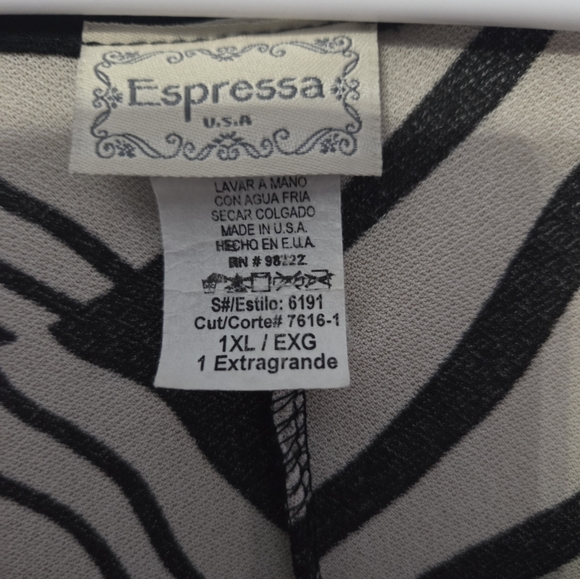 Espressa
U.S.A
LAVAR A MANO
CON AGUA FRIA
SECAR COLGADO
MADE IN U.S.A.
HECHO EN E.U.A.
RN #
S#/Estilo: 6191
Cut/Corte# 7616-1
1XL / EXG
1 Extragrande